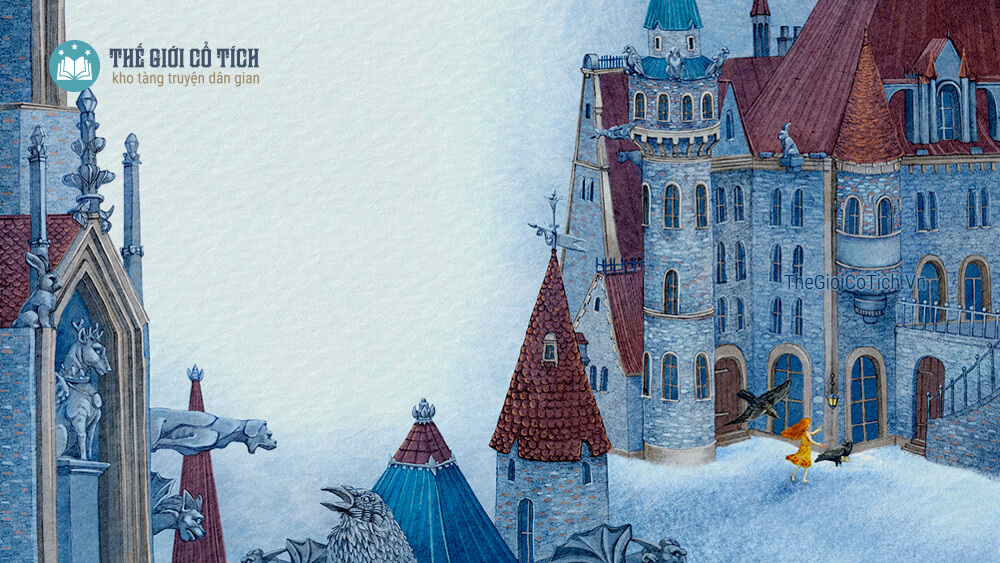 THẾ GIỚI CỔ TÍCH
kho tàng truyện dân gian
TheGioiCoTich.Vn